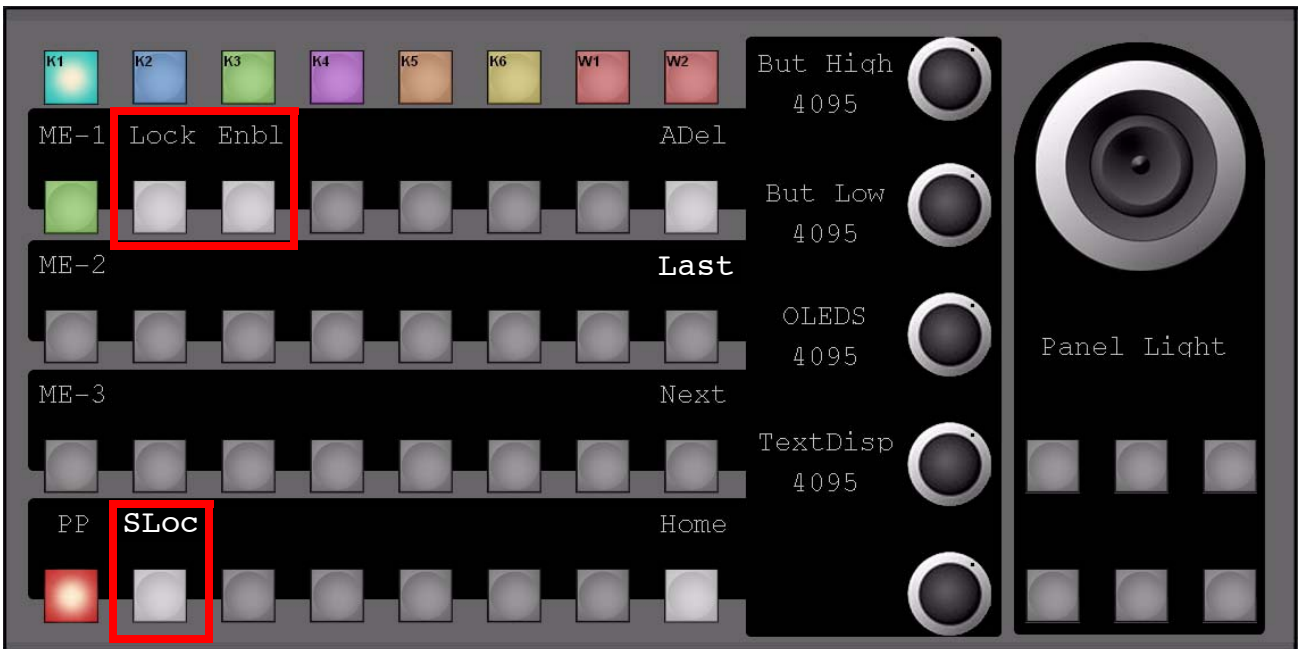 K1 K2 K3 K4 K5 K6 W1 W2
ME-1 Lock Enbl ADel
ME-2 Last
ME-3 Next
PP SLoc Home
But High
4095
But Low
4095
OLEDS
4095
TextDisp
4095
Panel Light